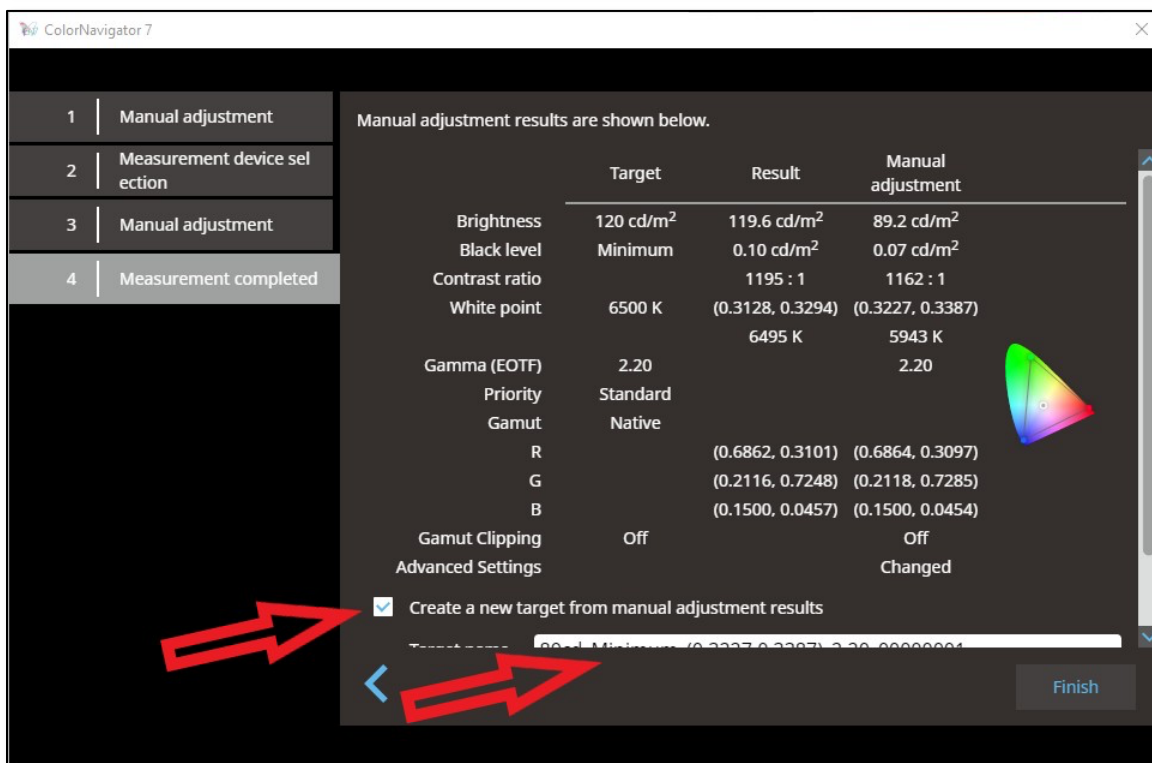 ColorNavigator 7
1 Manual adjustment
2 Measurement device sel
ection
3 Manual adjustment
4 Measurement completed
Manual adjustment results are shown below.
Target Result Manual
adjustment
Brightness 120 cd/m² 119.6 cd/m² 89.2 cd/m²
Black level Minimum 0.10 cd/m² 0.07 cd/m²
Contrast ratio 1195 : 1 1162 : 1
White point 6500 K (0.3128, 0.3294) (0.3227, 0.3387)
6495 K 5943 K
Gamma (EOTF) 2.20 2.20
Priority Standard
Gamut Native
R (0.6862, 0.3101) (0.6864, 0.3097)
G (0.2116, 0.7248) (0.2118, 0.7285)
B (0.1500, 0.0457) (0.1500, 0.0454)
Gamut Clipping Off Off
Advanced Settings Changed
Create a new target from manual adjustment results
Target name
Finish